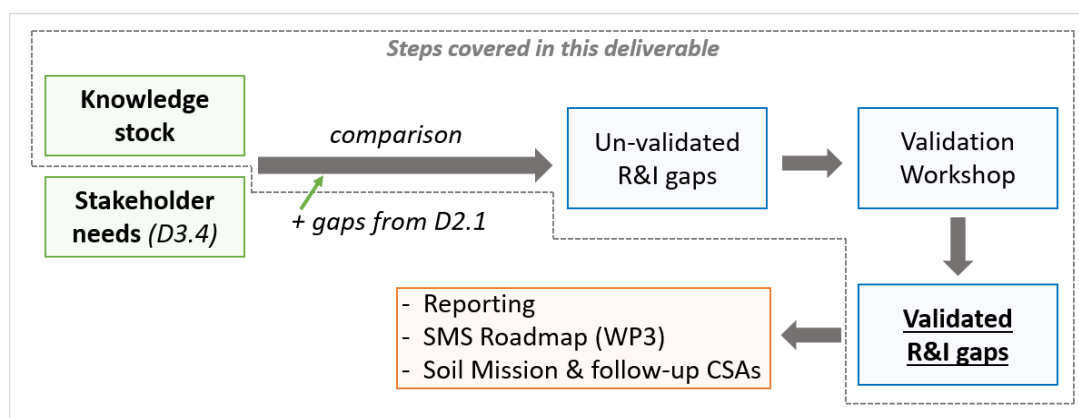 Steps covered in this deliverable
Knowledge
stock
Stakeholder
needs (D3.4)
comparison
+ gaps from D2.1
Un-validated
R&I gaps
Validation
Workshop
Validated
R&I gaps
- Reporting
- SMS Roadmap (WP3)
- Soil Mission & follow-up CSAs